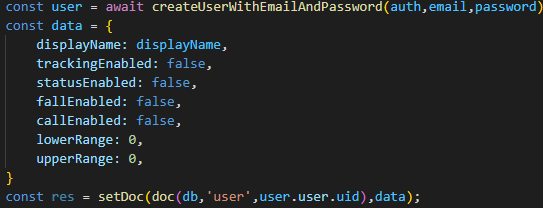 const user = await createUserWithEmailAndPassword(auth,email,password)
const data = {
    displayName: displayName,
    trackingEnabled: false,
    statusEnabled: false,
    fallEnabled: false,
    callEnabled: false,
    lowerRange: 0,
    upperRange: 0,
}
const res = setDoc(doc(db,'user',user.user.uid),data);